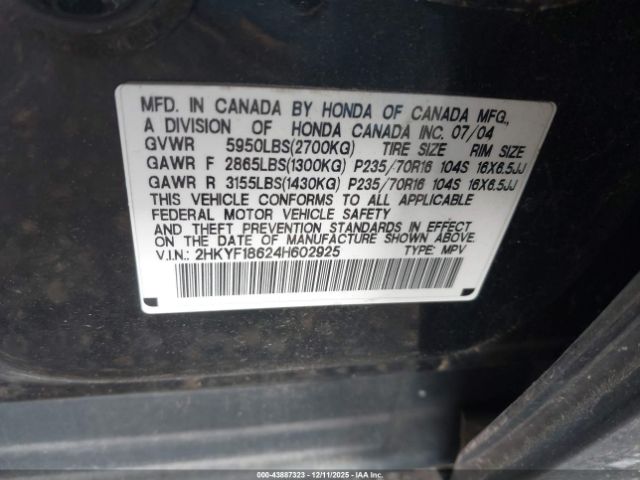 MFD. IN CANADA BY HONDA OF CANADA MFG.,
A DIVISION OF HONDA CANADA INC. 07/04
GVWR 5950LBS(2700KG) TIRE SIZE RIM SIZE
GAWR F 2865LBS(1300KG) P235/70R16 104S 16X6.5JJ
GAWR R 3155LBS(1430KG) P235/70R16 104S 16X6.5JJ
THIS VEHICLE CONFORMS TO ALL APPLICABLE
FEDERAL MOTOR VEHICLE SAFETY
AND THEFT PREVENTION STANDARDS IN EFFECT
ON THE DATE OF MANUFACTURE SHOWN ABOVE.
V.I.N.: 2HKYF18624H602925 TYPE: MPV
000-43887323 - 12/11/2025 - IAA Inc.